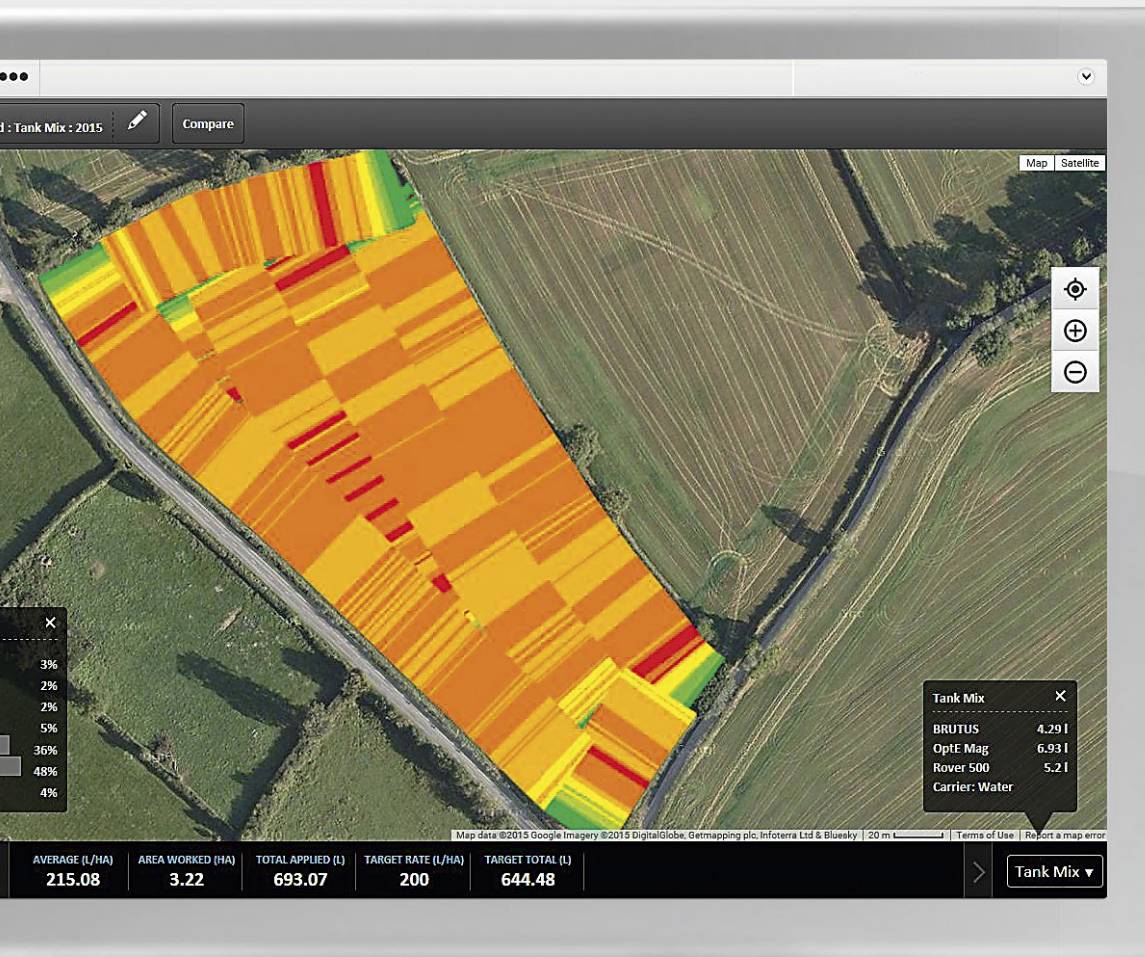 d : Tank Mix : 2015
Compare
Map
Satellite
3%
2%
2%
5%
36%
48%
4%
Tank Mix
BRUTUS 4.29 l
OptE Mag 6.93 l
Rover 500 5.2 l
Carrier: Water
Map data ©2015 Google Imagery ©2015 DigitalGlobe, Getmapping plc, Infoterra Ltd & Bluesky
20 m
Terms of Use
Report a map error
AVERAGE (L/HA)
215.08
AREA WORKED (HA)
3.22
TOTAL APPLIED (L)
693.07
TARGET RATE (L/HA)
200
TARGET TOTAL (L)
644.48
Tank Mix ▾